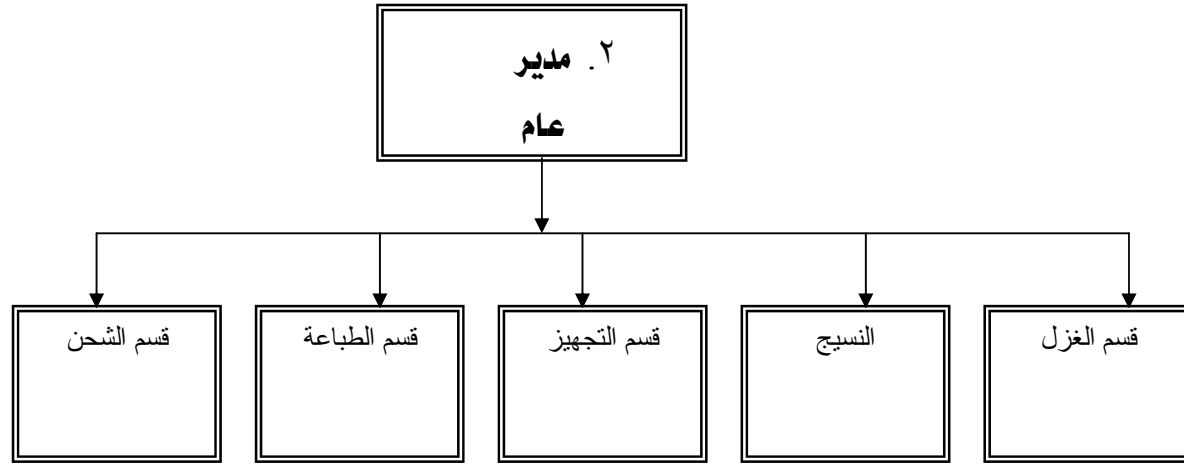 ٢. مدير
عام
قسم الغزل
النسيج
قسم التجهيز
قسم الطباعة
قسم الشحن